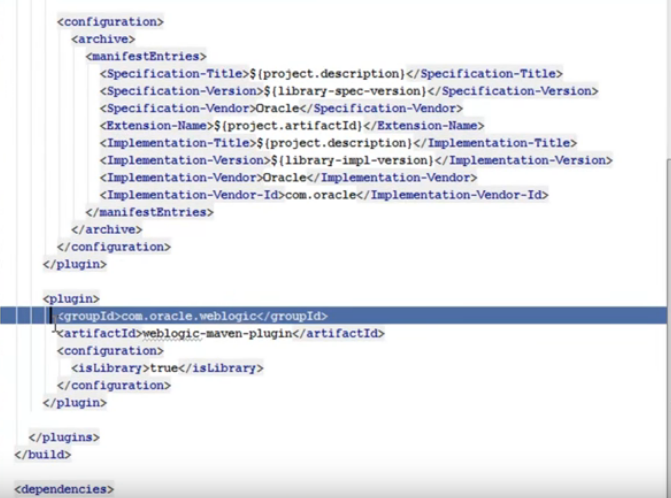 <configuration>
<archive>
<manifestEntries>
<Specification-Title>${project.description}</Specification-Title>
<Specification-Version>${library-spec-version}</Specification-Version>
<Specification-Vendor>Oracle</Specification-Vendor>
<Extension-Name>${project.artifactId}</Extension-Name>
<Implementation-Title>${project.description}</Implementation-Title>
<Implementation-Version>${library-impl-version}</Implementation-Version>
<Implementation-Vendor>Oracle</Implementation-Vendor>
<Implementation-Vendor-Id>com.oracle</Implementation-Vendor-Id>
</manifestEntries>
</archive>
</configuration>
</plugin>
<plugin>
<groupId>com.oracle.weblogic</groupId>
<artifactId>weblogic-maven-plugin</artifactId>
<configuration>
<isLibrary>true</isLibrary>
</configuration>
</plugin>
</plugins>
</build>
<dependencies>